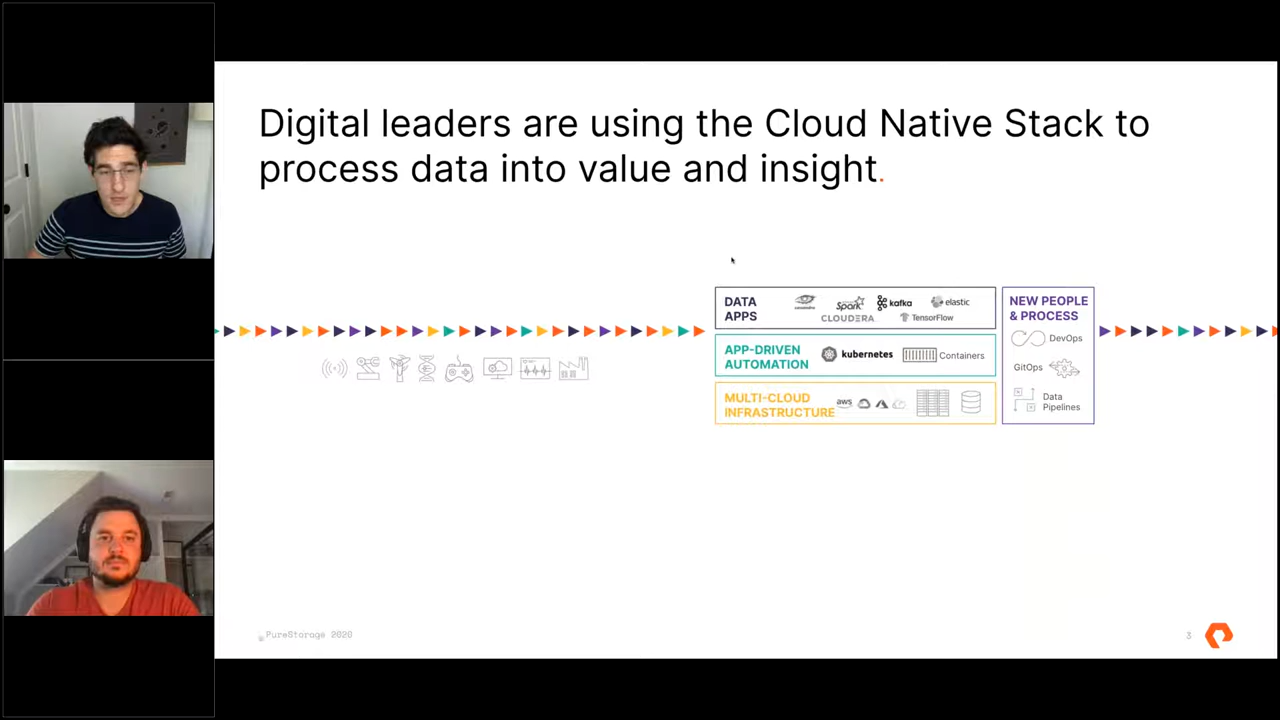 Digital leaders are using the Cloud Native Stack to
process data into value and insight.
DATA
APPS
Spark
kafka
elastic
CLOUDERA
TensorFlow
APP-DRIVEN
AUTOMATION
kubernetes
Containers
MULTI-CLOUD
INFRASTRUCTURE
aws
NEW PEOPLE
& PROCESS
DevOps
GitOps
Data
Pipelines
PureStorage 2020
3